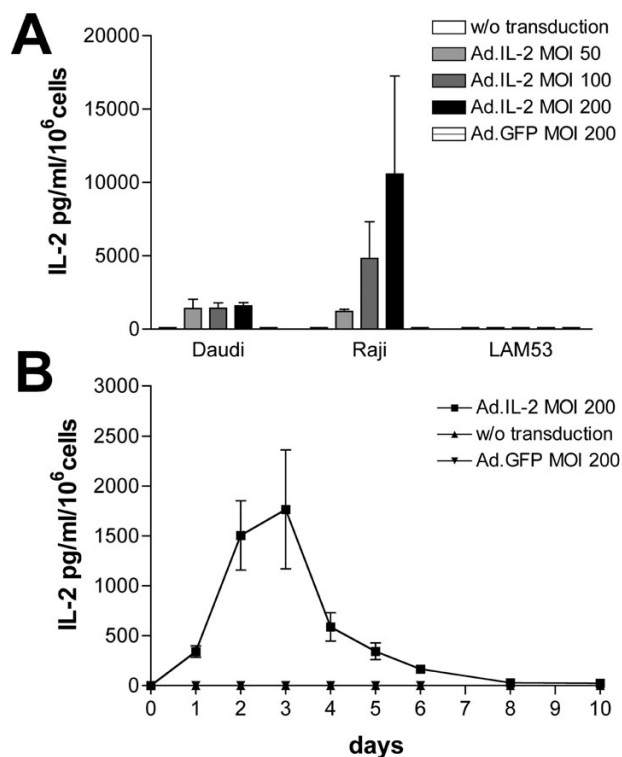 A
w/o transduction
Ad.IL-2 MOI 50
Ad.IL-2 MOI 100
Ad.IL-2 MOI 200
Ad.GFP MOI 200
IL-2 pg/ml/10⁶cells
20000
15000
10000
5000
0
Daudi Raji LAM53
B
Ad.IL-2 MOI 200
w/o transduction
Ad.GFP MOI 200
IL-2 pg/ml/10⁶cells
3000
2500
2000
1500
1000
500
0
0 1 2 3 4 5 6 7 8 9 10
days